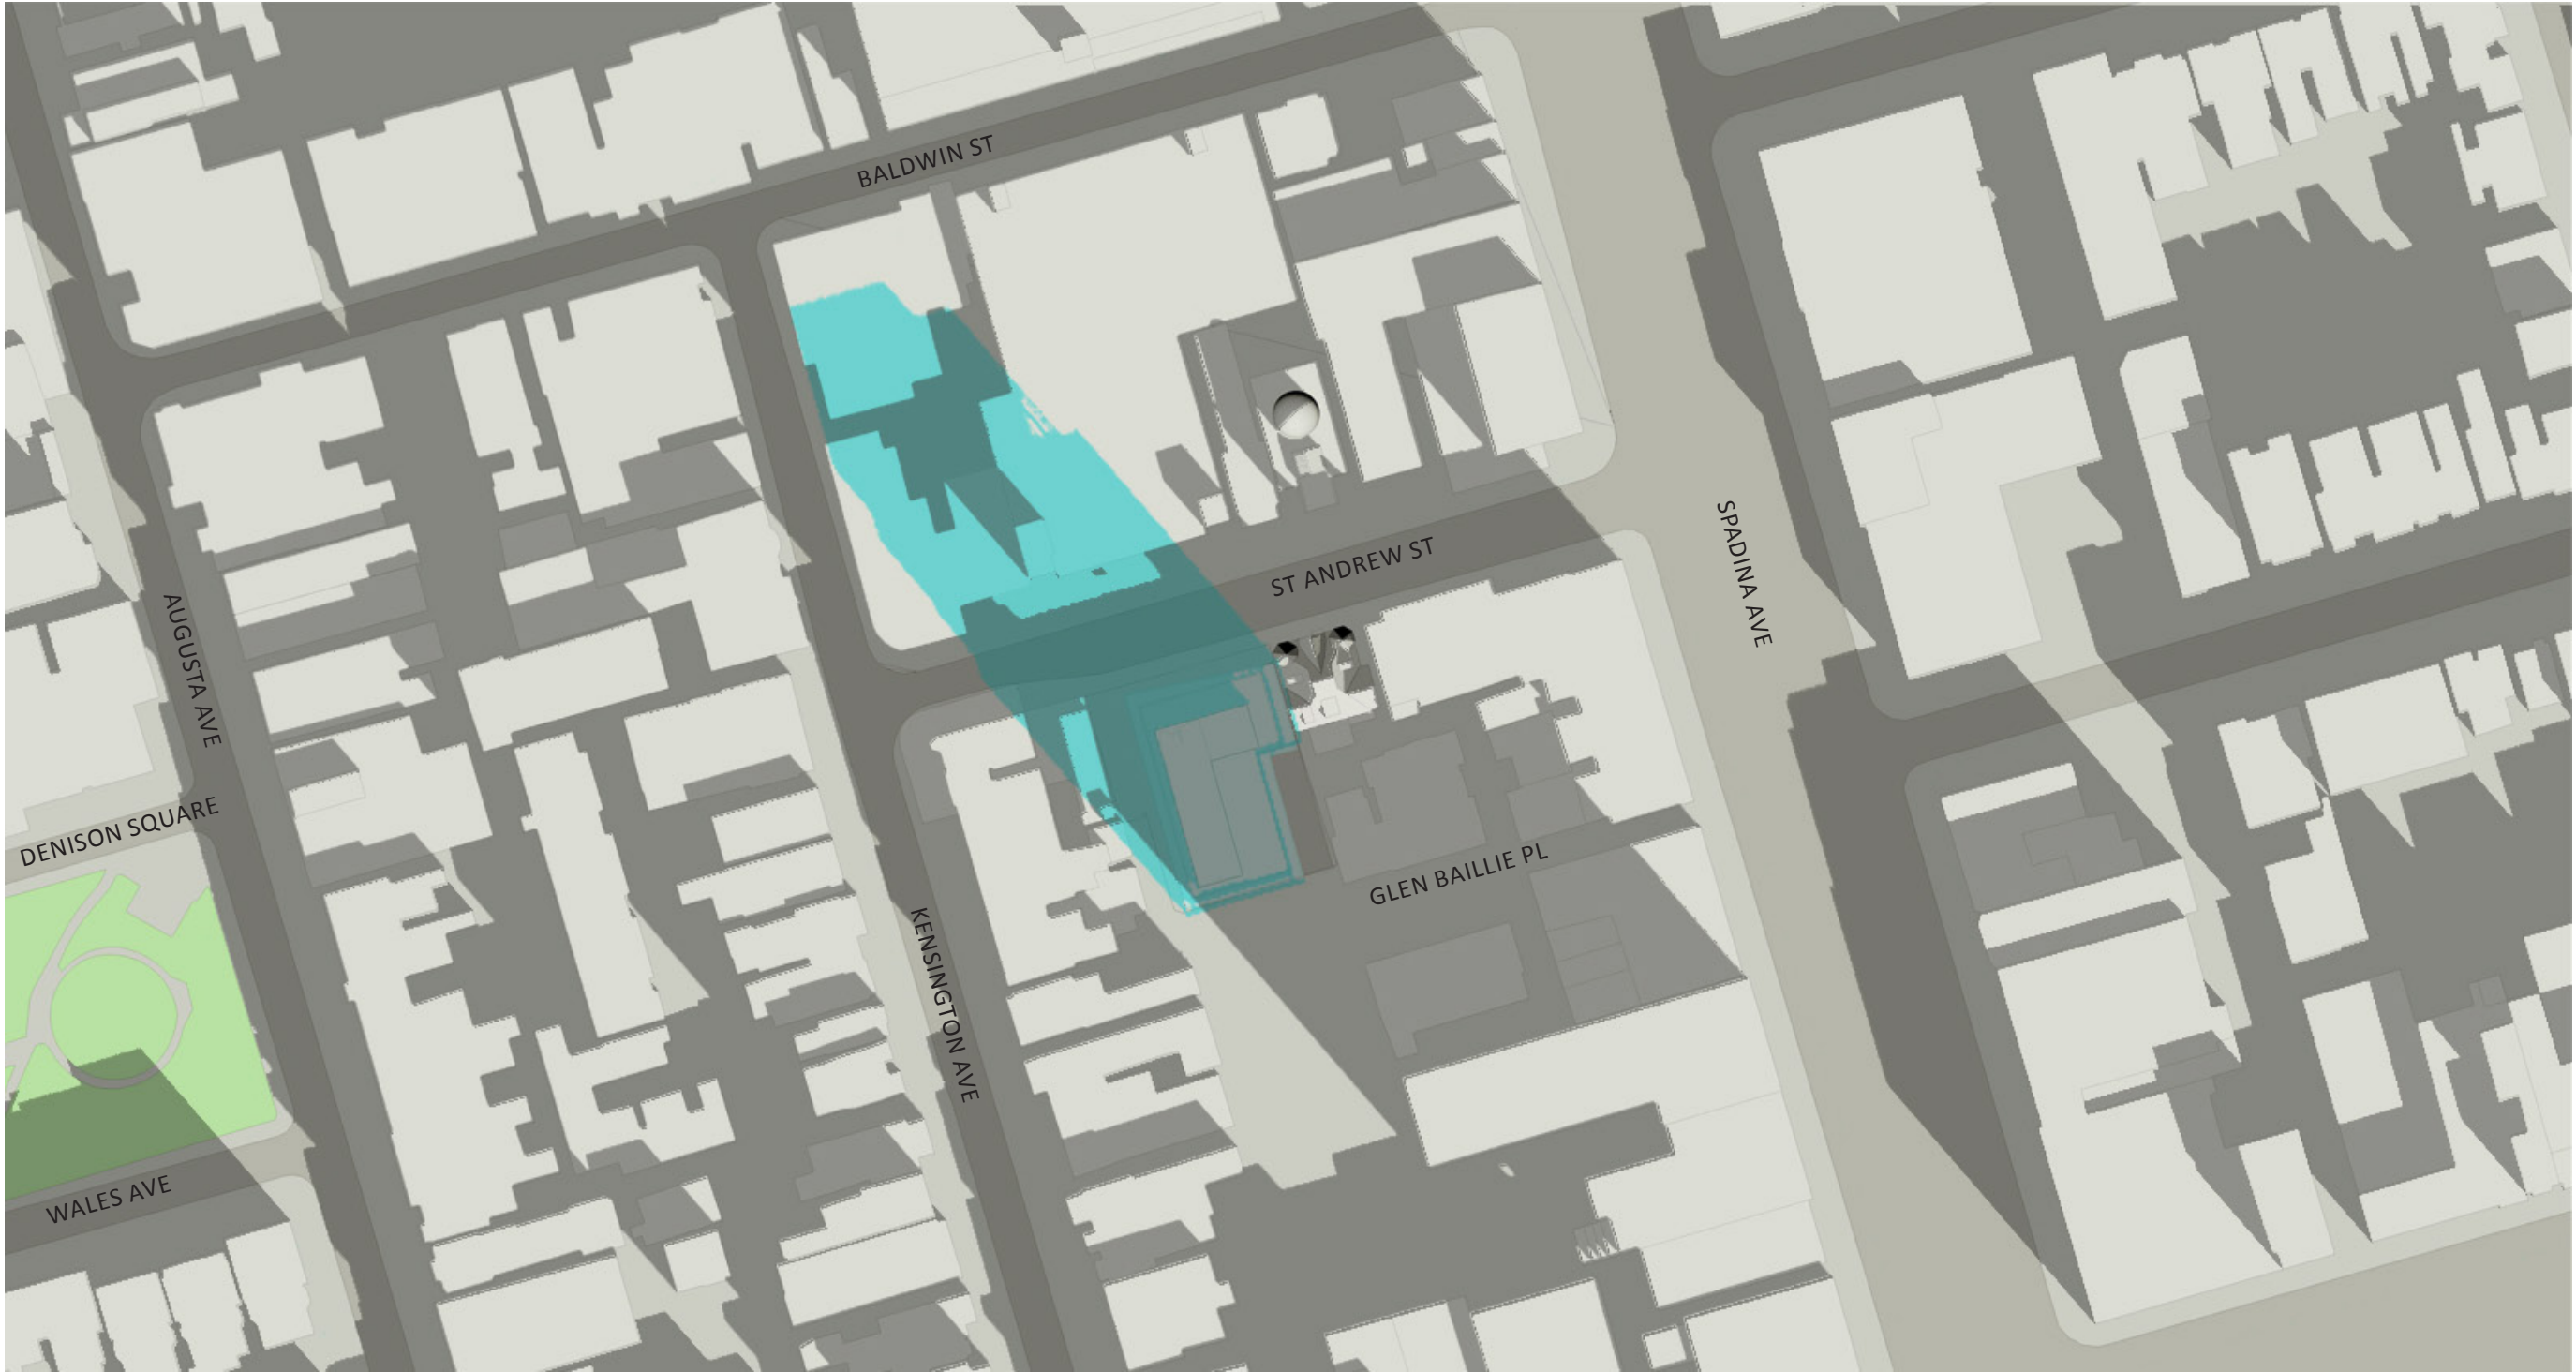 BALDWIN ST
ST ANDREW ST
SPADINA AVE
AUGUSTA AVE
DENISON SQUARE
GLEN BAILLIE PL
KENSINGTON AVE
WALES AVE